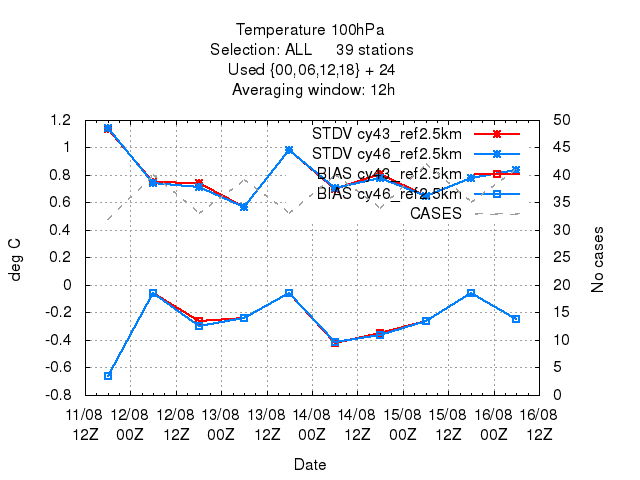 Temperature 100hPa
Selection: ALL 39 stations
Used {00,06,12,18} + 24
Averaging window: 12h
1.2
1
0.8
0.6
0.4
0.2
0
-0.2
-0.4
-0.6
-0.8
deg C
STDV cy43_ref2.5km
STDV cy46_ref2.5km
BIAS cy43_ref2.5km
BIAS cy46_ref2.5km
CASES
50
45
40
35
30
25
20
15
10
5
0
No cases
11/08 12/08 12/08 13/08 13/08 14/08 14/08 15/08 15/08 16/08 16/08
12Z 00Z 12Z 00Z 12Z 00Z 12Z 00Z 12Z 00Z 12Z
Date